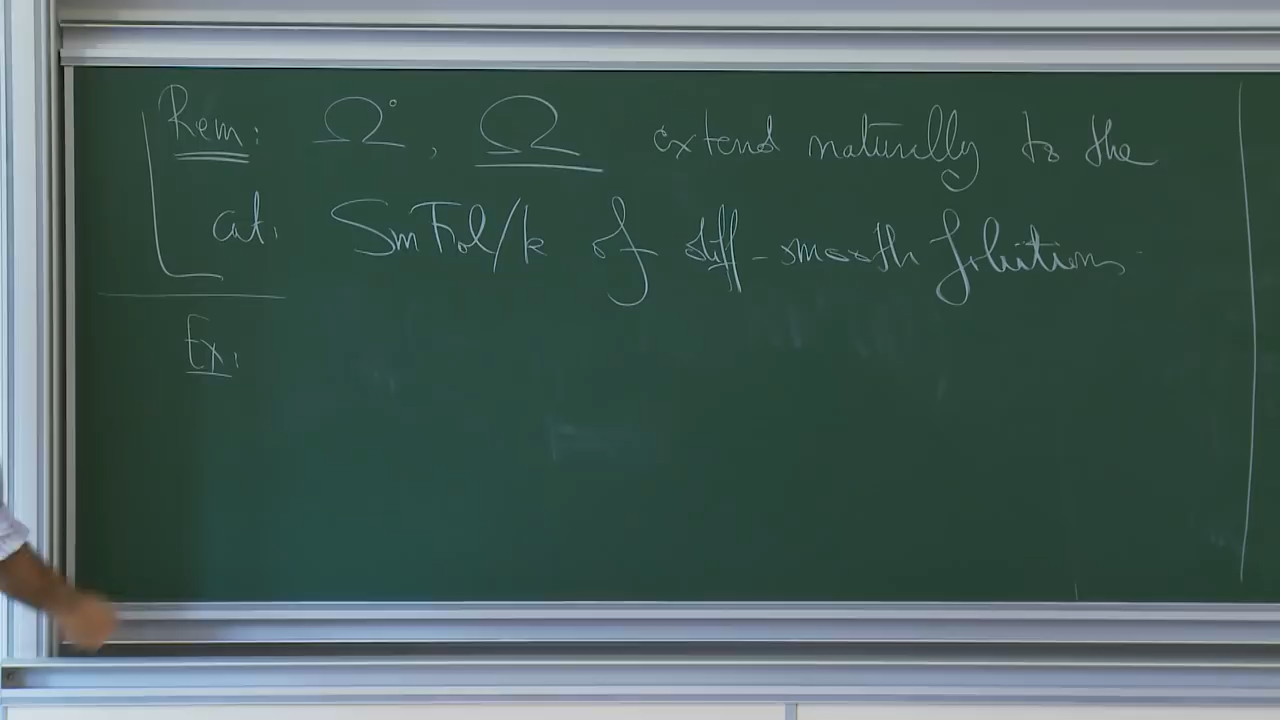 Rem: Ω°, Ω extend naturally to the
cat. SmFol/k of diff-smooth foliations
Ex.